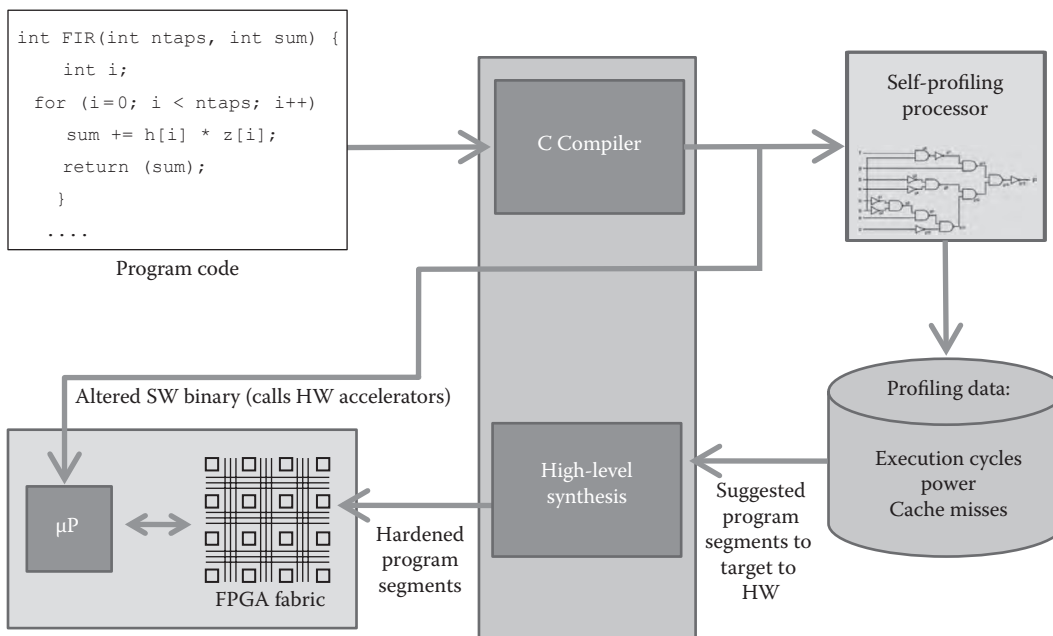 int FIR(int ntaps, int sum) {
int i;
for (i=0; i < ntaps; i++)
sum += h[i] * z[i];
return (sum);
}
....
Program code
C Compiler
Self-profiling
processor
Altered SW binary (calls HW accelerators)
Profiling data:
Execution cycles
power
Cache misses
High-level
synthesis
Suggested
program
segments to
target to
HW
Hardened
program
segments
μP
FPGA fabric